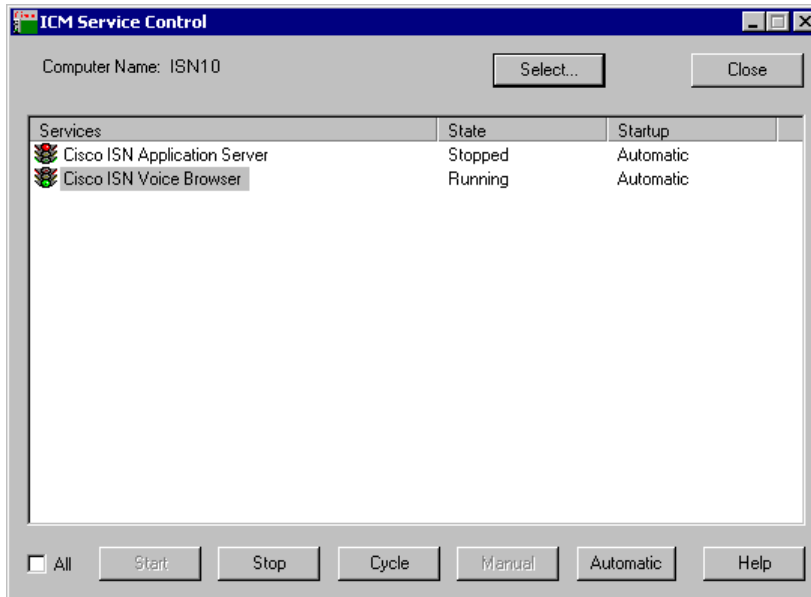 ICM Service Control
Computer Name: ISN10
Select...
Close
Services State Startup
Cisco ISN Application Server Stopped Automatic
Cisco ISN Voice Browser Running Automatic
All Start Stop Cycle Manual Automatic Help